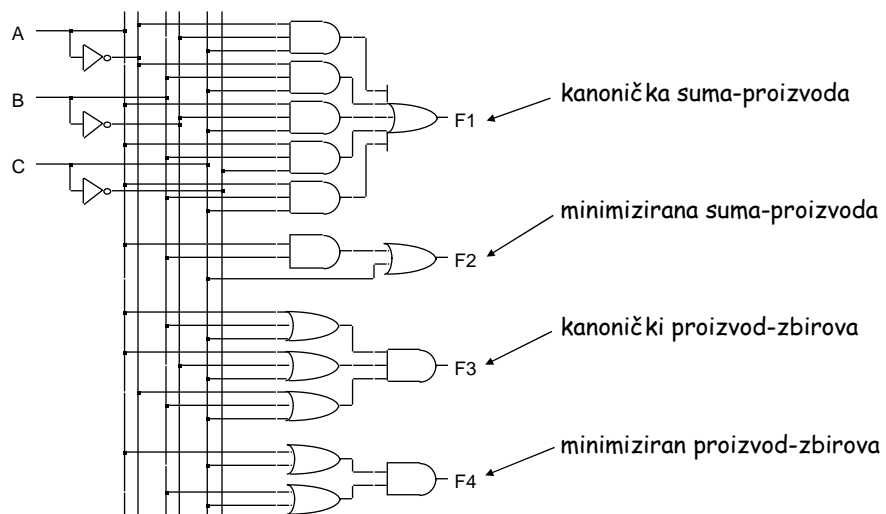 A
B
C
F1
kanonička suma-proizvoda
F2
minimizirana suma-proizvoda
F3
kanonički proizvod-zbirova
F4
minimiziran proizvod-zbirova